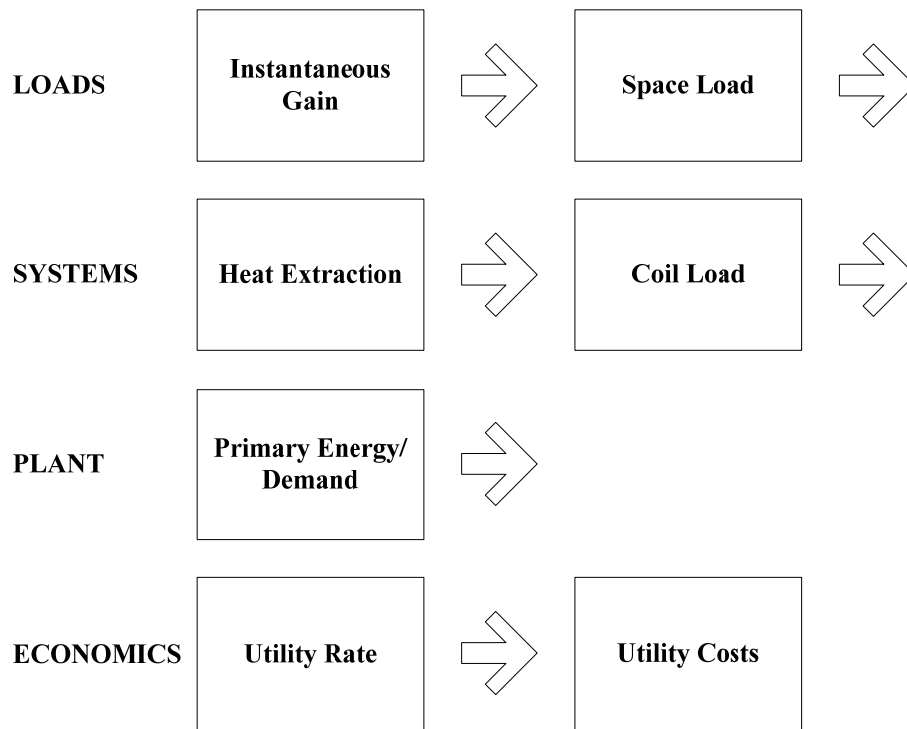 LOADS
Instantaneous
Gain
Space Load
SYSTEMS
Heat Extraction
Coil Load
PLANT
Primary Energy/
Demand
ECONOMICS
Utility Rate
Utility Costs